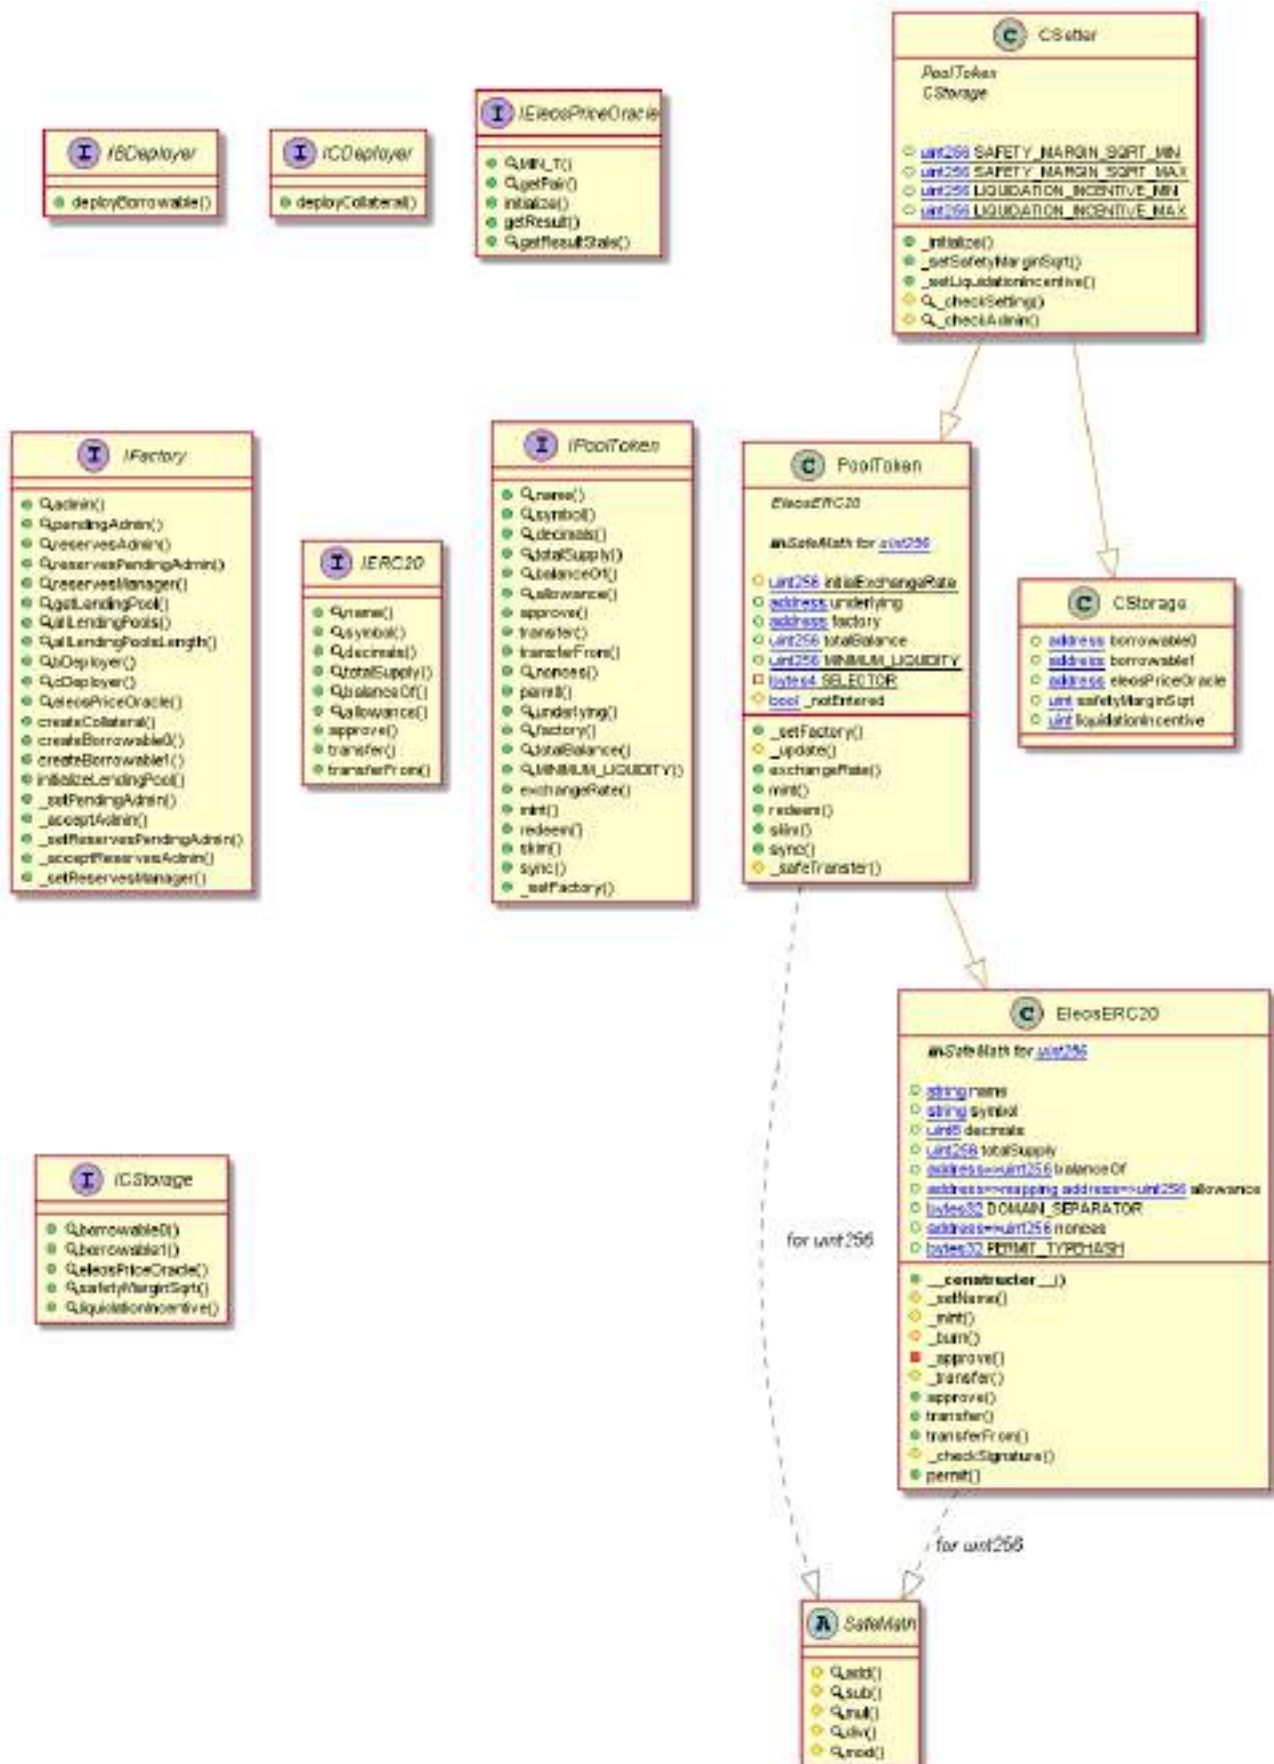 CSetter
PoolToken
CStorage
uint256 SAFETY_MARGIN_SQRT_MIN
uint256 SAFETY_MARGIN_SQRT_MAX
uint256 LIQUIDATION_INCENTIVE_MIN
uint256 LIQUIDATION_INCENTIVE_MAX
_initialize()
_setSafetyMarginSqrt()
_setLiquidationIncentive()
_checkSetting()
_checkAdmin()
IBDeployer
deployBorrowable()
ICDeployer
deployCollateral()
IEleosPriceOracle
MIN_T()
getPair()
initialize()
getResult()
getResultStale()
IFactory
admin()
pendingAdmin()
reservesAdmin()
reservesPendingAdmin()
reservesManager()
getLendingPool()
allLendingPools()
allLendingPoolsLength()
bDeployer()
cDeployer()
eleosPriceOracle()
createCollateral()
createBorrowable0()
createBorrowable1()
initializeLendingPool()
_setPendingAdmin()
_acceptAdmin()
_setReservesPendingAdmin()
_acceptReservesAdmin()
_setReservesManager()
IERC20
name()
symbol()
decimals()
totalSupply()
balanceOf()
allowance()
approve()
transfer()
transferFrom()
IPoolToken
name()
symbol()
decimals()
totalSupply()
balanceOf()
allowance()
approve()
transfer()
transferFrom()
nonces()
permit()
underlying()
factory()
totalBalance()
MINIMUM_LIQUIDITY()
exchangeRate()
mint()
redeem()
skim()
sync()
_setFactory()
PoolToken
EleosERC20
SafeMath for uint256
uint256 initialExchangeRate
address underlying
address factory
uint256 totalBalance
uint256 MINIMUM_LIQUIDITY
bytes4 SELECTOR
bool _notEntered
_setFactory()
_update()
exchangeRate()
mint()
redeem()
skim()
sync()
_safeTransfer()
CStorage
address borrowable0
address borrowable1
address eleosPriceOracle
uint safetyMarginSqrt
uint liquidationIncentive
EleosERC20
SafeMath for uint256
string name
string symbol
uint8 decimals
uint256 totalSupply
address=>uint256 balanceOf
address=>mapping address=>uint256 allowance
bytes32 DOMAIN_SEPARATOR
address=>uint256 nonces
bytes32 PERMIT_TYPEHASH
__constructer__()
_setName()
_mint()
_burn()
_approve()
_transfer()
approve()
transfer()
transferFrom()
_checkSignature()
permit()
ICStorage
borrowable0()
borrowable1()
eleosPriceOracle()
safetyMarginSqrt()
liquidationIncentive()
for uint256
for uint256
SafeMath
add()
sub()
mul()
div()
mod()